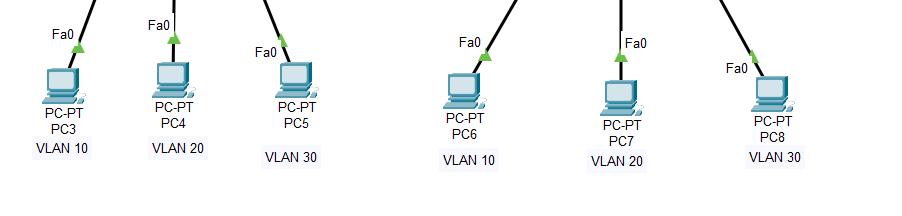 Fa0
Fa0
Fa0
Fa0
Fa0
Fa0
PC-PT
PC3
VLAN 10
PC-PT
PC4
VLAN 20
PC-PT
PC5
VLAN 30
PC-PT
PC6
VLAN 10
PC-PT
PC7
VLAN 20
PC-PT
PC8
VLAN 30